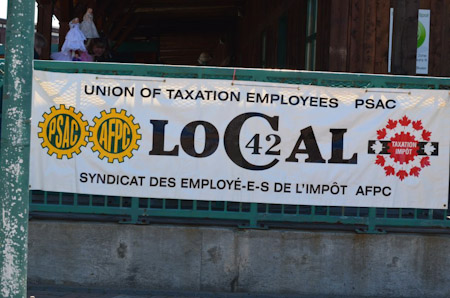 UNION OF TAXATION EMPLOYEES PSAC
PSAC
AFPC
LOCAL
42
TAXATION
IMPÔT
SYNDICAT DES EMPLOYÉ-E-S DE L'IMPÔT AFPC